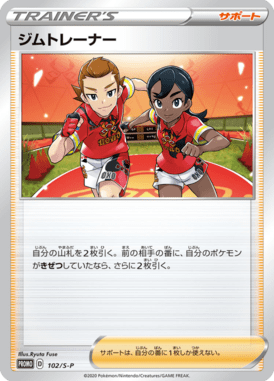 TRAINER'S サポート
ジムトレーナー
自分の山札を2枚引く。前の相手の番に、自分のポケモン
がきぜつしていたなら、さらに2枚引く。
Illus.Ryota Fuse
PROMO D 102/S-P
サポートは、自分の番に1枚しか使えない。
©2020 Pokémon/Nintendo/Creatures/GAME FREAK.